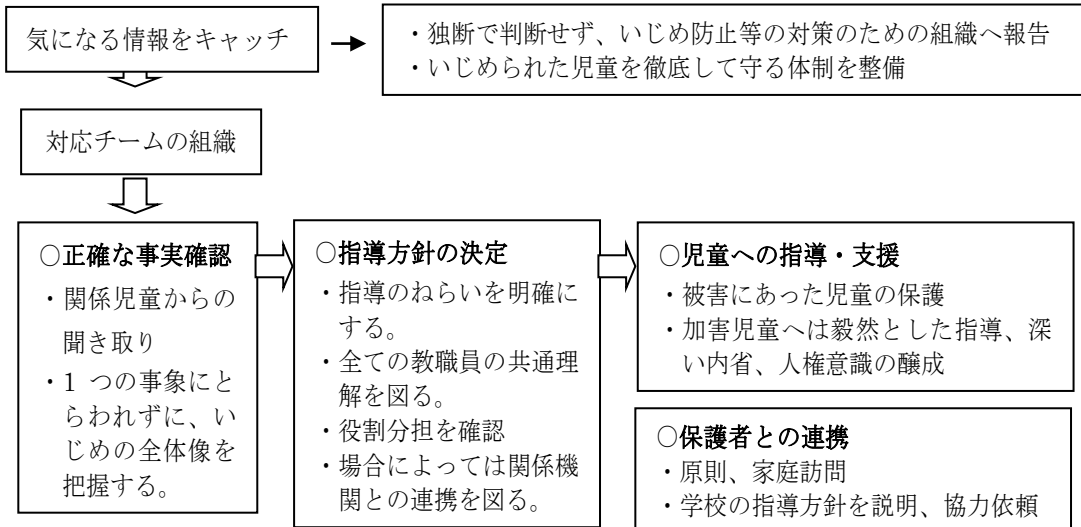 気になる情報をキャッチ
・独断で判断せず、いじめ防止等の対策のための組織へ報告
・いじめられた児童を徹底して守る体制を整備
対応チームの組織
○正確な事実確認
・関係児童からの
聞き取り
・1 つの事象にと
らわれずに、い
じめの全体像を
把握する。
○指導方針の決定
・指導のねらいを明確に
する。
・全ての教職員の共通理
解を図る。
・役割分担を確認
・場合によっては関係機
関との連携を図る。
○児童への指導・支援
・被害にあった児童の保護
・加害児童へは毅然とした指導、深
い内省、人権意識の醸成
○保護者との連携
・原則、家庭訪問
・学校の指導方針を説明、協力依頼